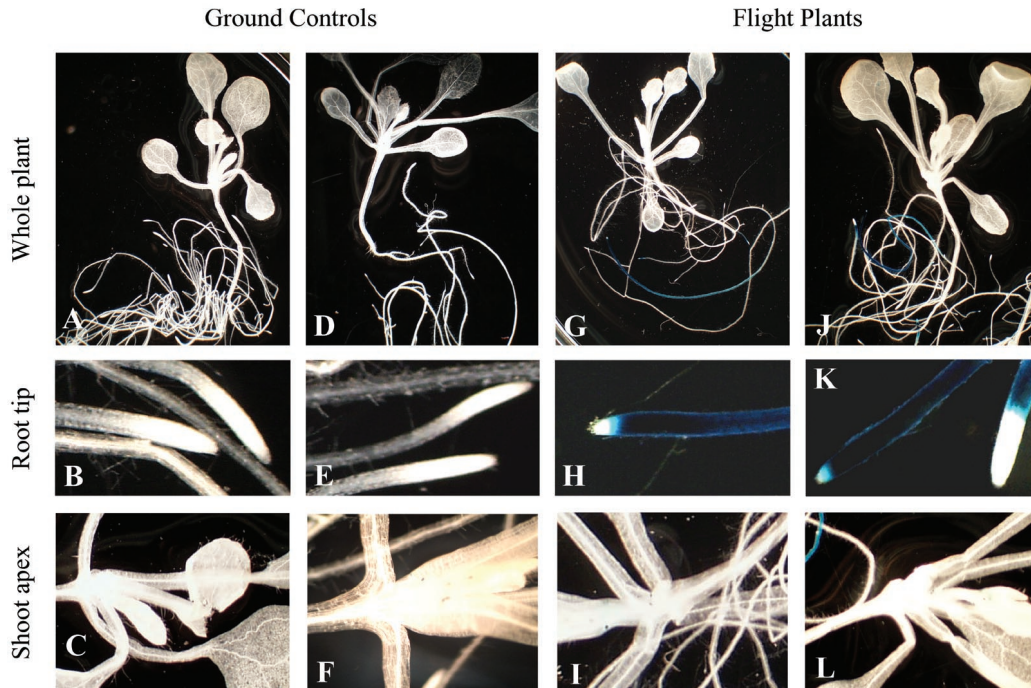 Ground Controls
Flight Plants
Whole plant
A
D
G
J
Root tip
B
E
H
K
Shoot apex
C
F
I
L